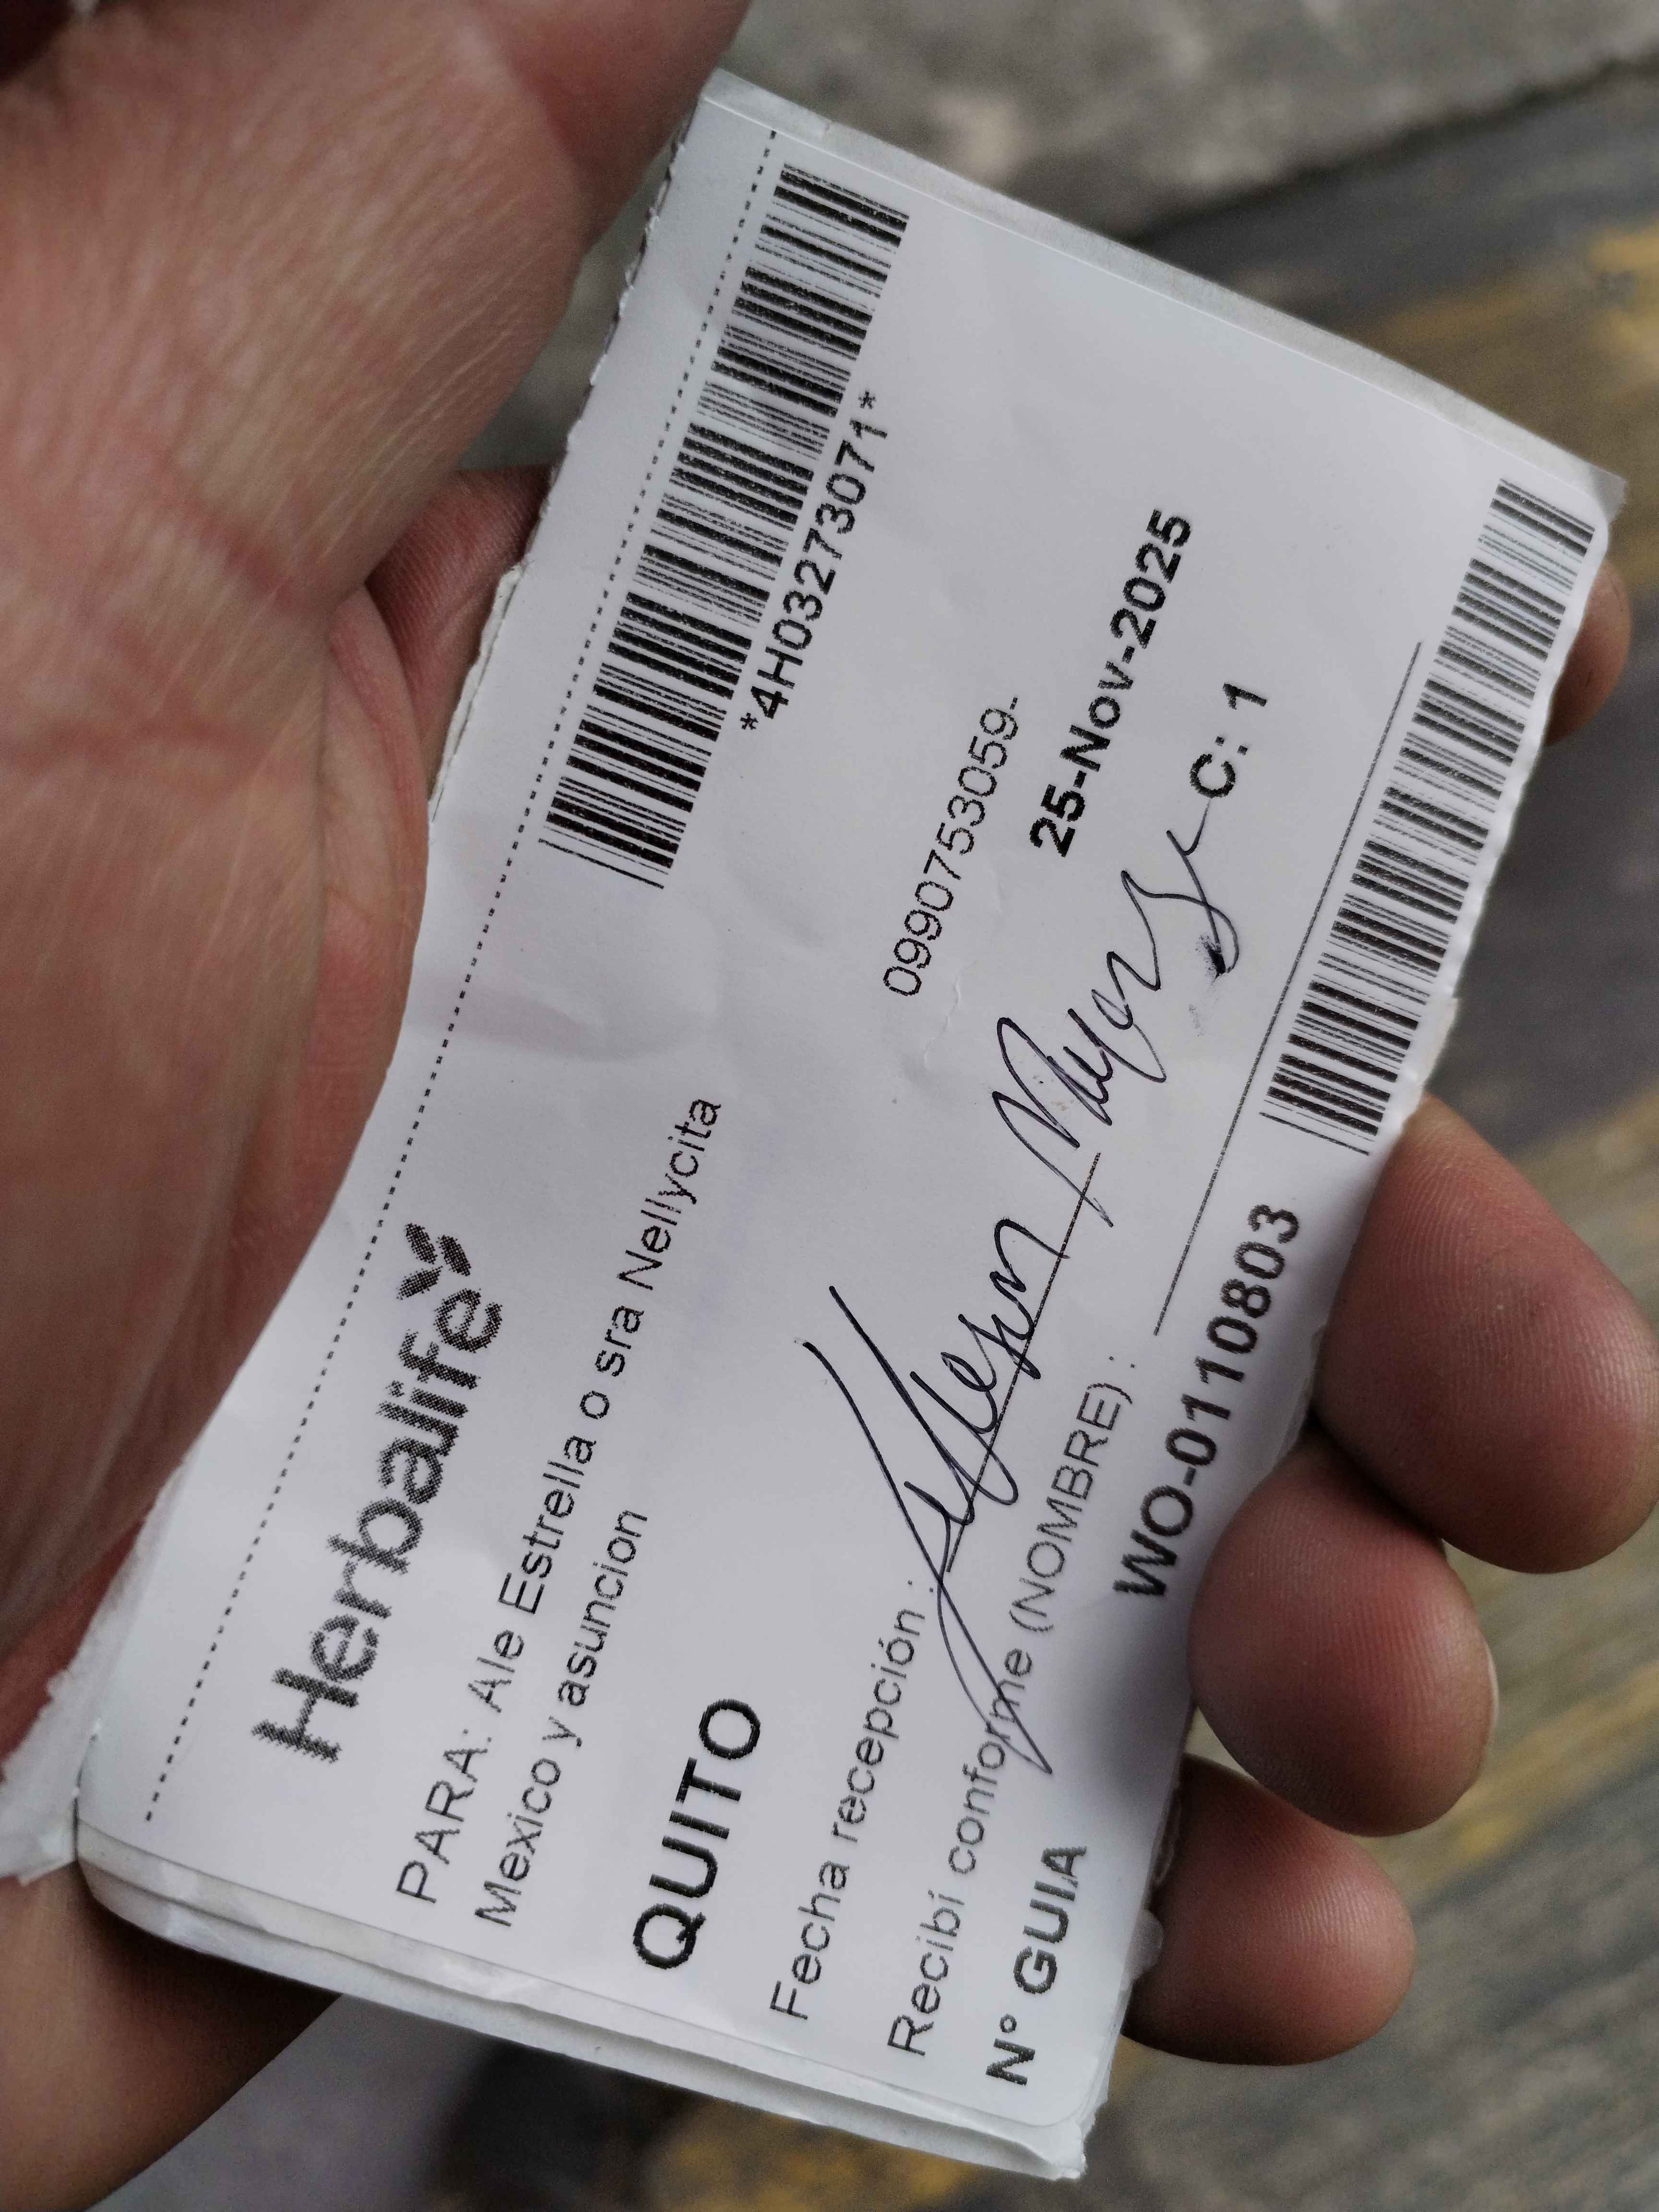 Herbalife
*4H03273071*
PARA: Ale Estrella o sra Nellycita
Mexico y asuncion
0990753059-
QUITO
25-Nov-2025
Fecha recepción :
C: 1
Recibí conforme (NOMBRE) :
N° GUIA WO-0110803